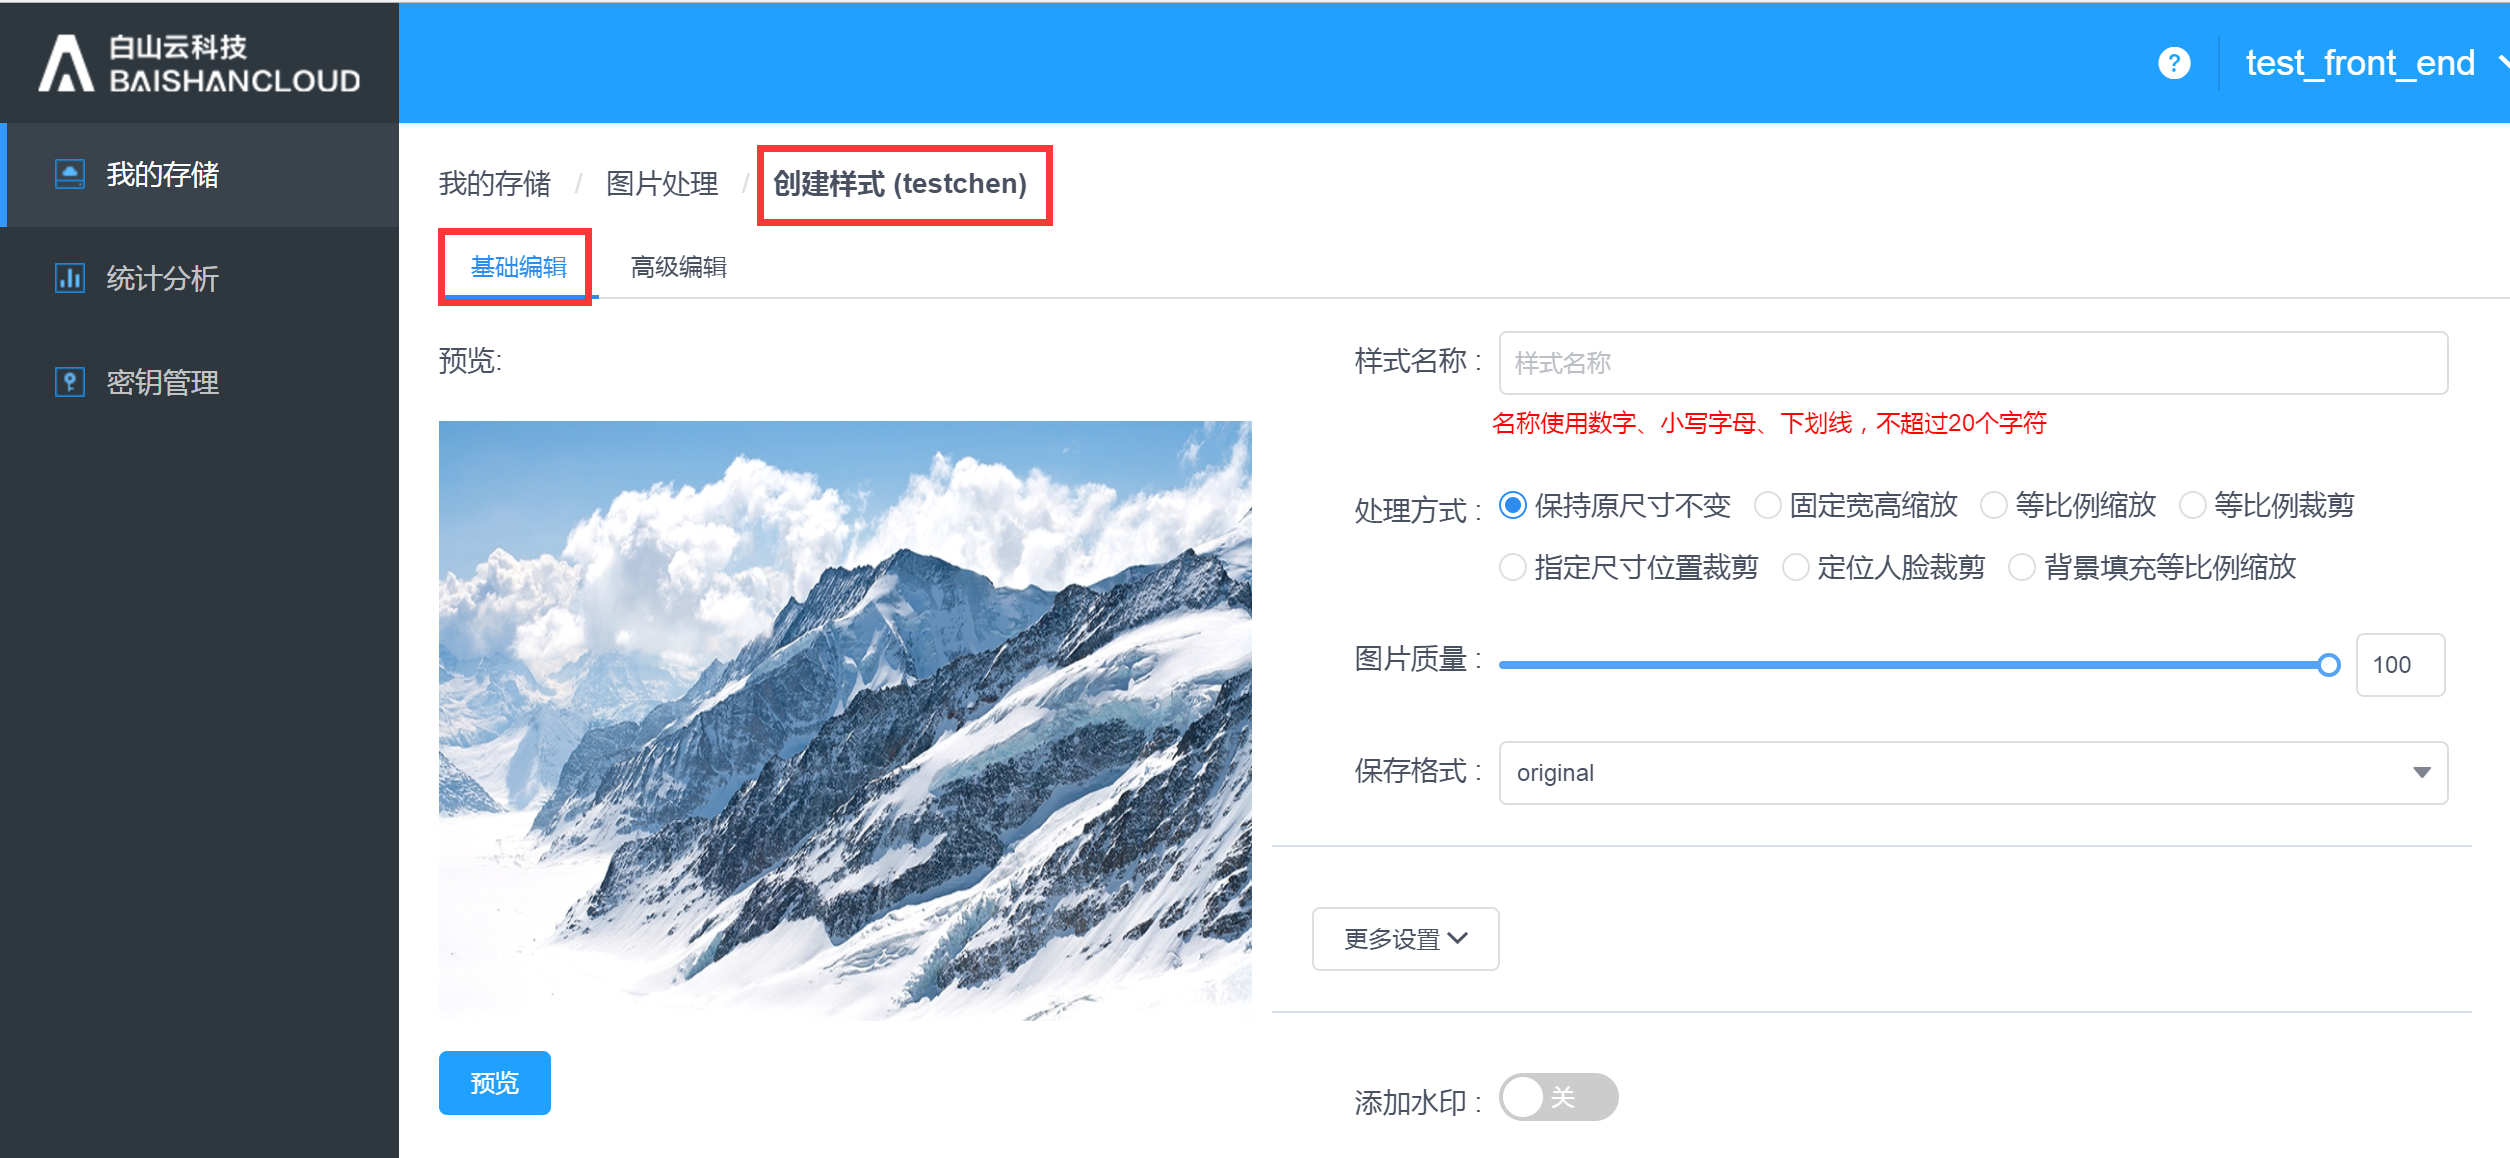 白山云科技
BAISHANCLOUD
? test_front_end
我的存储
统计分析
密钥管理
我的存储 / 图片处理 / 创建样式 (testchen)
基础编辑 高级编辑
预览:
样式名称 : 样式名称
名称使用数字、小写字母、下划线，不超过20个字符
处理方式 : 保持原尺寸不变 固定宽高缩放 等比例缩放 等比例裁剪
指定尺寸位置裁剪 定位人脸裁剪 背景填充等比例缩放
图片质量 : 100
保存格式 : original
更多设置
预览
添加水印 : 关